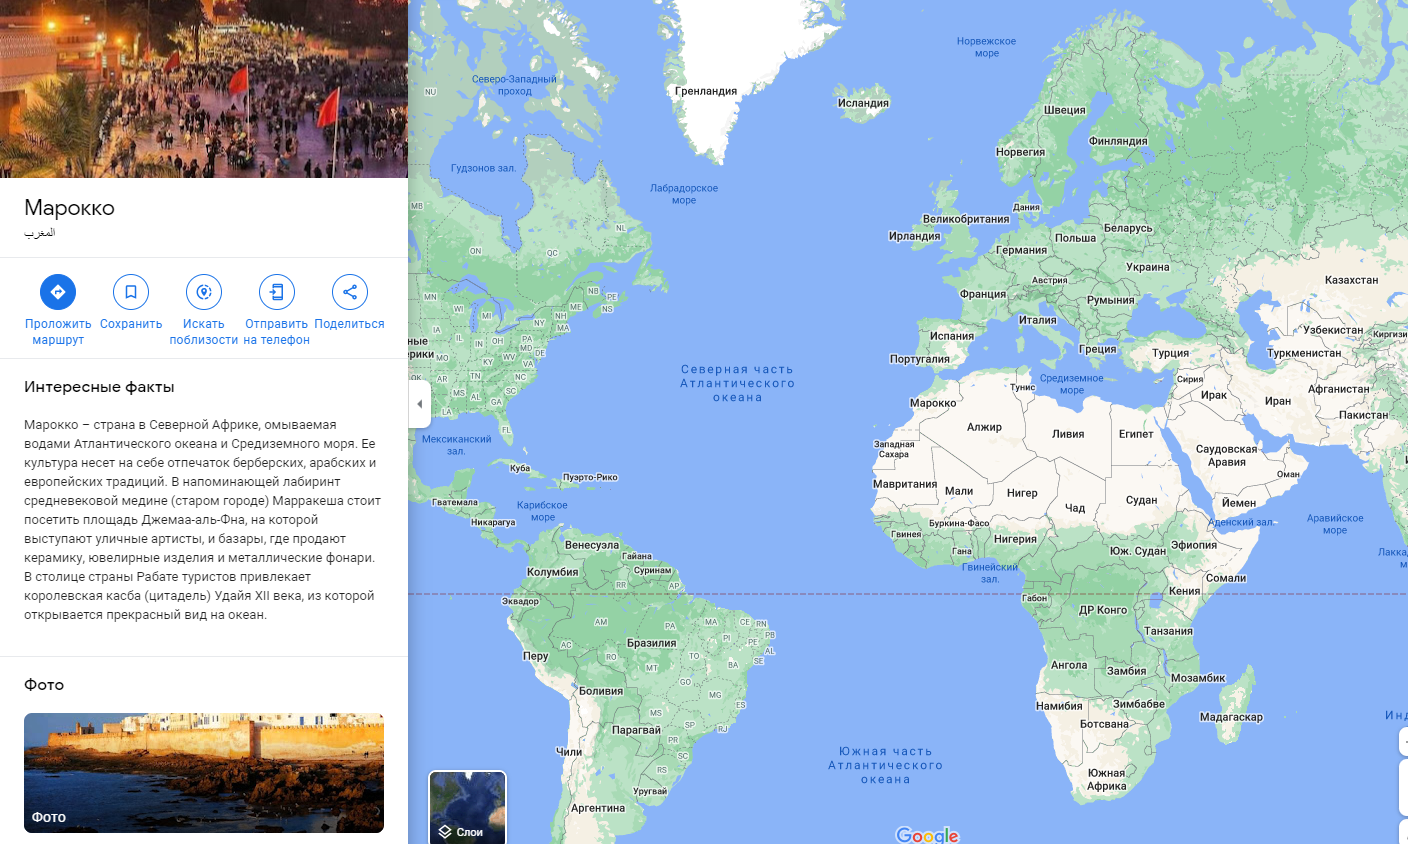 Марокко
المغرب
Проложить маршрут
Сохранить
Искать поблизости
Отправить на телефон
Поделиться
Интересные факты
Марокко – страна в Северной Африке, омываемая
водами Атлантического океана и Средиземного моря. Ее
культура несет на себе отпечаток берберских, арабских и
европейских традиций. В напоминающей лабиринт
средневековой медине (старом городе) Марракеша стоит
посетить площадь Джемаа-аль-Фна, на которой
выступают уличные артисты, и базары, где продают
керамику, ювелирные изделия и металлические фонари.
В столице страны Рабате туристов привлекает
королевская касба (цитадель) Удайя XII века, из которой
открывается прекрасный вид на океан.
Фото
Фото
Слои
Google
Норвежское
море
Северо-Западный
проход
NU
Гренландия
Исландия
Швеция
Финляндия
Норвегия
Гудзонов зал.
Лабрадорское
море
MB
NL
ON
QC
Дания
Великобритания
Ирландия
Беларусь
Польша
Германия
Украина
Австрия
Казахстан
Франция
Румыния
MN
NB
PE
NS
WI
MI
ME
NH
MA
NY
IA
IL
IN
OH
PA
MD
DE
MO
KY
WV
VA
TN
NC
AR
SC
MS
AL
GA
LA
FL
ные
ерики
OK
Италия
Испания
Португалия
Греция
Турция
Узбекистан
Киргизи
Туркменистан
Северная часть
Атлантического
океана
Тунис
Средиземное
море
Сирия
Ирак
Иран
Афганистан
Пакистан
Марокко
Алжир
Ливия
Египет
Западная
Сахара
Саудовская
Аравия
Оман
Мексиканский
зал.
Куба
Пуэрто-Рико
Мавритания
Мали
Нигер
Чад
Судан
Йемен
Гватемала
Карибское
море
Никарагуа
Буркина-Фасо
Гвинея
Гана
Нигерия
Аденский зал.
Аравийское
море
Лакка
м
Венесуэла
Гайана
Суринам
Колумбия
Юж. Судан
Эфиопия
Гвинейский
зал.
Сомали
RR
AP
Эквадор
Габон
Кения
ДР Конго
AM
PA
MA
CE
RN
PB
PI
PE
AL
SE
AC
Бразилия
RO
TO
BA
MT
Перу
Танзания
Ангола
Замбия
Мозамбик
GO
Боливия
MG
ES
MS
SP
RJ
Намибия
Зимбабве
Ботсвана
Мадагаскар
Инд
Парагвай
PR
SC
RS
Чили
Южная часть
Атлантического
океана
Южная
Африка
Уругвай
Аргентина